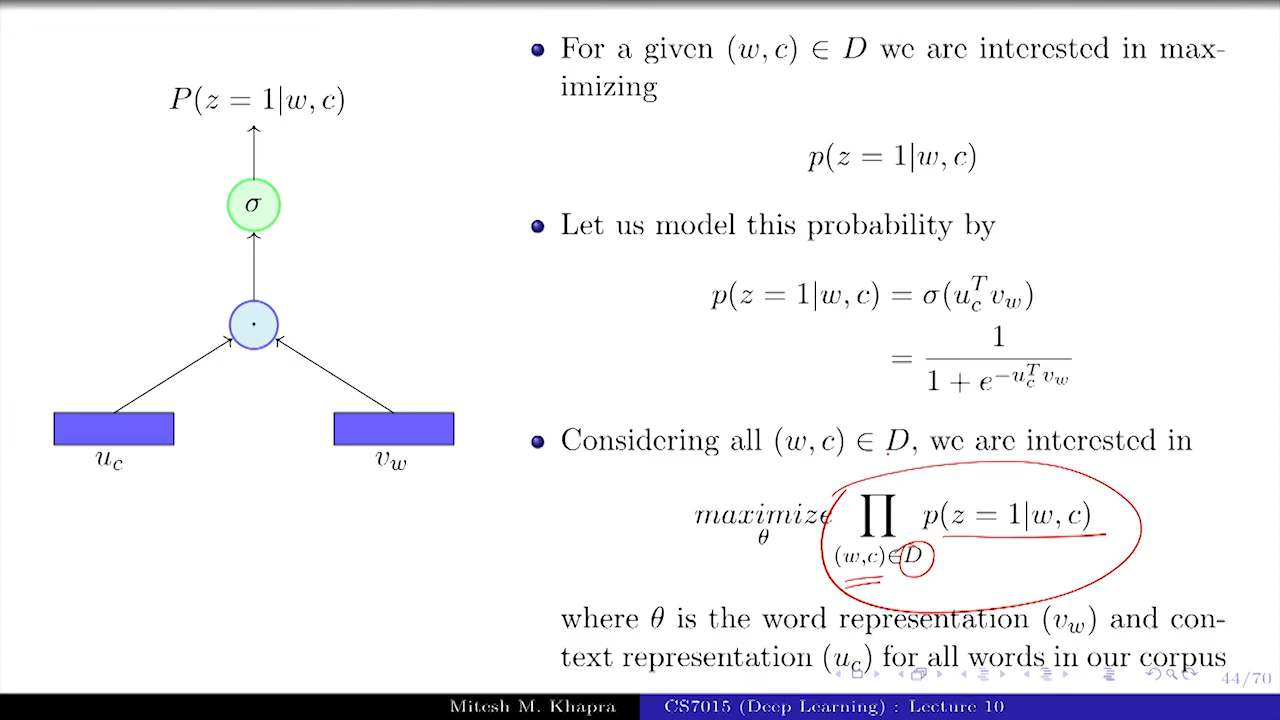 P(z = 1|w, c)
σ
·
u_c
v_w
For a given (w, c) ∈ D we are interested in max-
imizing
p(z = 1|w, c)
Let us model this probability by
p(z = 1|w, c) = σ(u_c^T v_w)
= 1 / (1 + e^{-u_c^T v_w})
Considering all (w, c) ∈ D, we are interested in
maximize_θ ∏_{(w,c)∈D} p(z = 1|w, c)
where θ is the word representation (v_w) and con-
text representation (u_c) for all words in our corpus
44/70
Mitesh M. Khapra CS7015 (Deep Learning) : Lecture 10